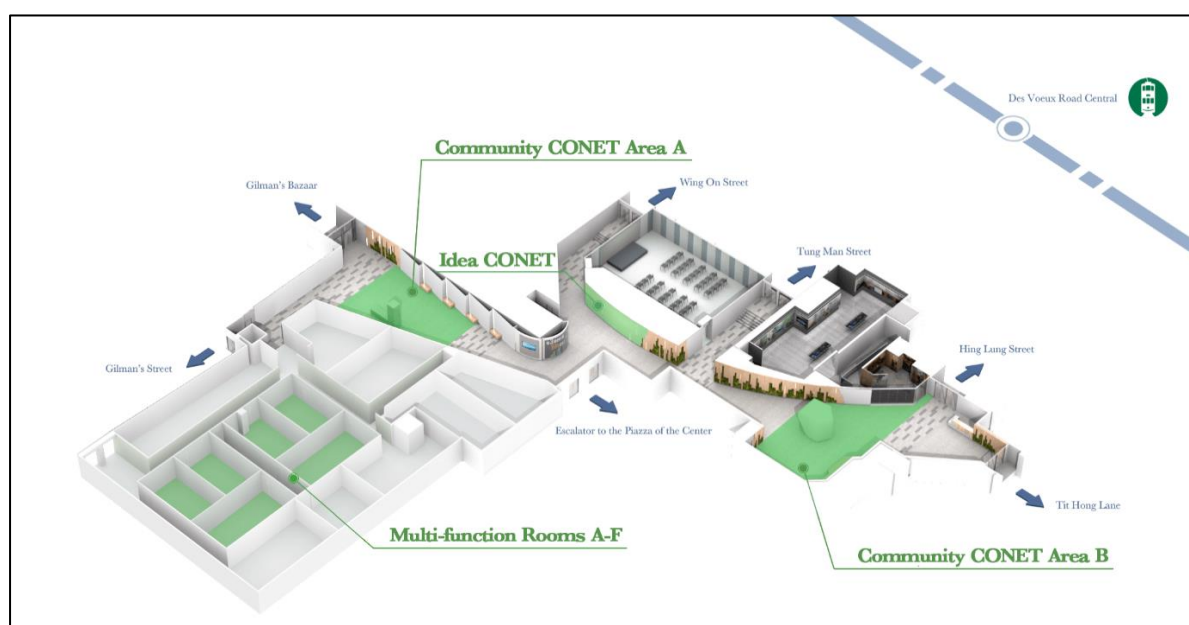 Des Voeux Road Central
Community CONET Area A
Gilman's Bazaar
Wing On Street
Idea CONET
Tung Man Street
Hing Lung Street
Gilman's Street
Escalator to the Piazza of the Center
Tit Hong Lane
Multi-function Rooms A-F
Community CONET Area B